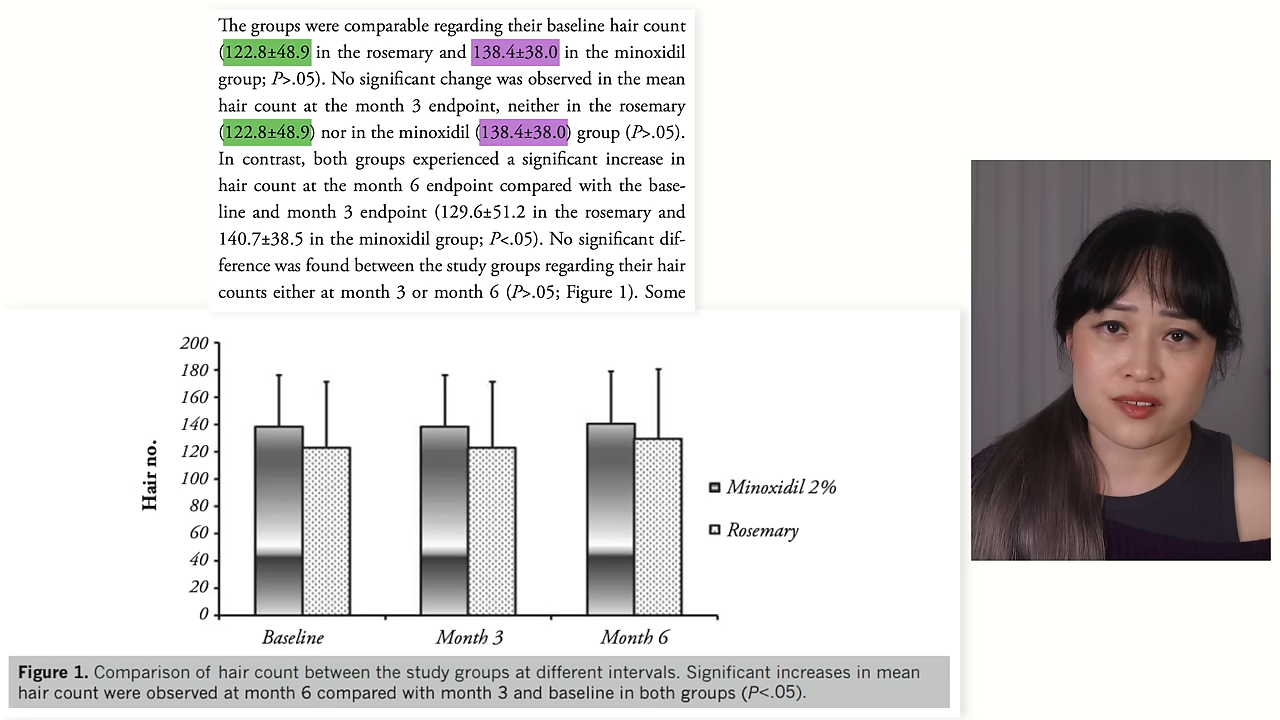 The groups were comparable regarding their baseline hair count
(122.8±48.9 in the rosemary and 138.4±38.0 in the minoxidil
group; P>.05). No significant change was observed in the mean
hair count at the month 3 endpoint, neither in the rosemary
(122.8±48.9) nor in the minoxidil (138.4±38.0) group (P>.05).
In contrast, both groups experienced a significant increase in
hair count at the month 6 endpoint compared with the base-
line and month 3 endpoint (129.6±51.2 in the rosemary and
140.7±38.5 in the minoxidil group; P<.05). No significant dif-
ference was found between the study groups regarding their hair
counts either at month 3 or month 6 (P>.05; Figure 1). Some
Hair no.
200
180
160
140
120
100
80
60
40
20
0
Baseline
Month 3
Month 6
Minoxidil 2%
Rosemary
Figure 1. Comparison of hair count between the study groups at different intervals. Significant increases in mean
hair count were observed at month 6 compared with month 3 and baseline in both groups (P<.05).